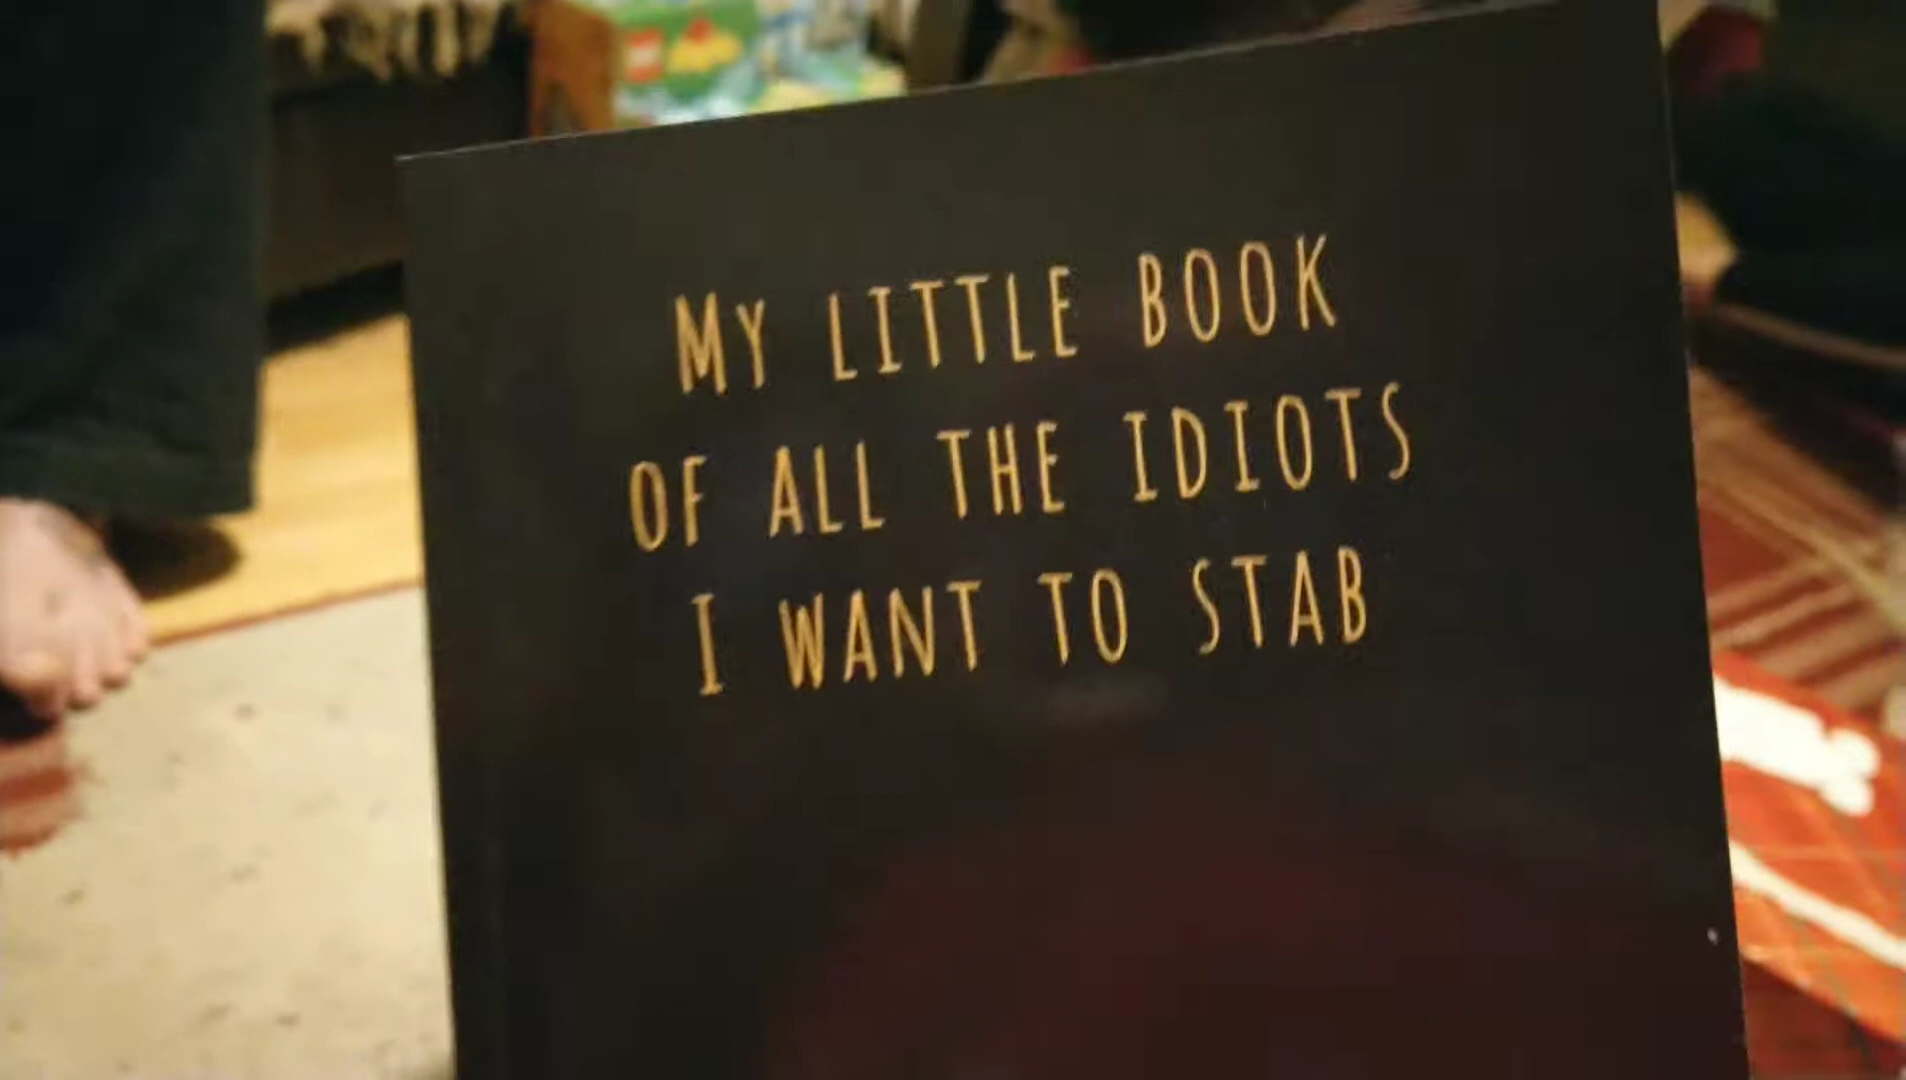 My little book
of all the idiots
I want to stab